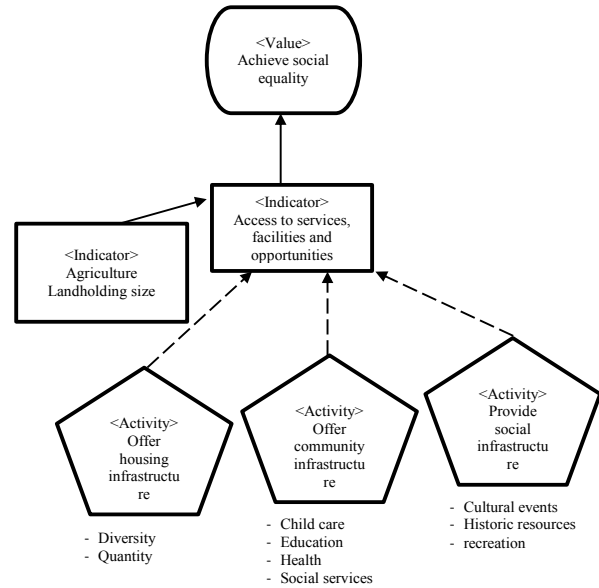 <Value>
Achieve social
equality
<Indicator>
Access to services,
facilities and
opportunities
<Indicator>
Agriculture
Landholding size
<Activity>
Offer
housing
infrastructu
re
- Diversity
- Quantity
<Activity>
Offer
community
infrastructu
re
- Child care
- Education
- Health
- Social services
<Activity>
Provide
social
infrastructu
re
- Cultural events
- Historic resources
- recreation